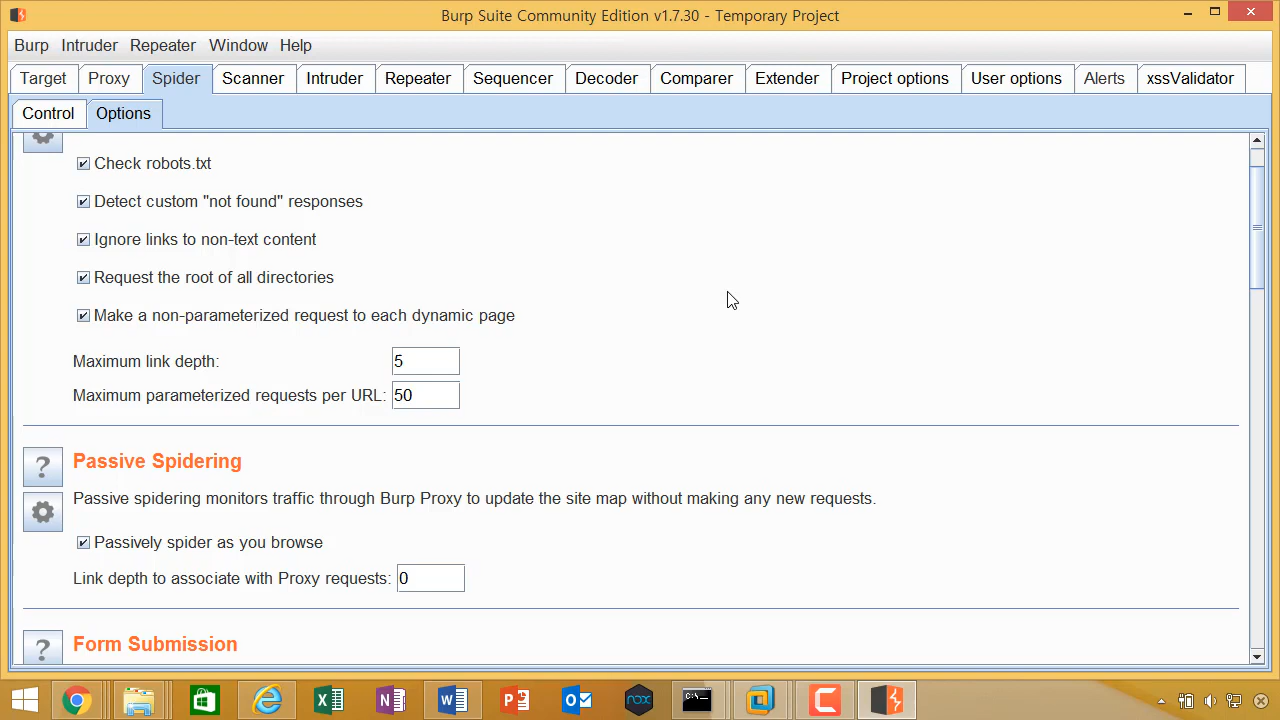 Burp Suite Community Edition v1.7.30 - Temporary Project
Burp Intruder Repeater Window Help
Target Proxy Spider Scanner Intruder Repeater Sequencer Decoder Comparer Extender Project options User options Alerts xssValidator
Control Options
Check robots.txt
Detect custom "not found" responses
Ignore links to non-text content
Request the root of all directories
Make a non-parameterized request to each dynamic page
Maximum link depth: 5
Maximum parameterized requests per URL: 50
? Passive Spidering
Passive spidering monitors traffic through Burp Proxy to update the site map without making any new requests.
Passively spider as you browse
Link depth to associate with Proxy requests: 0
? Form Submission